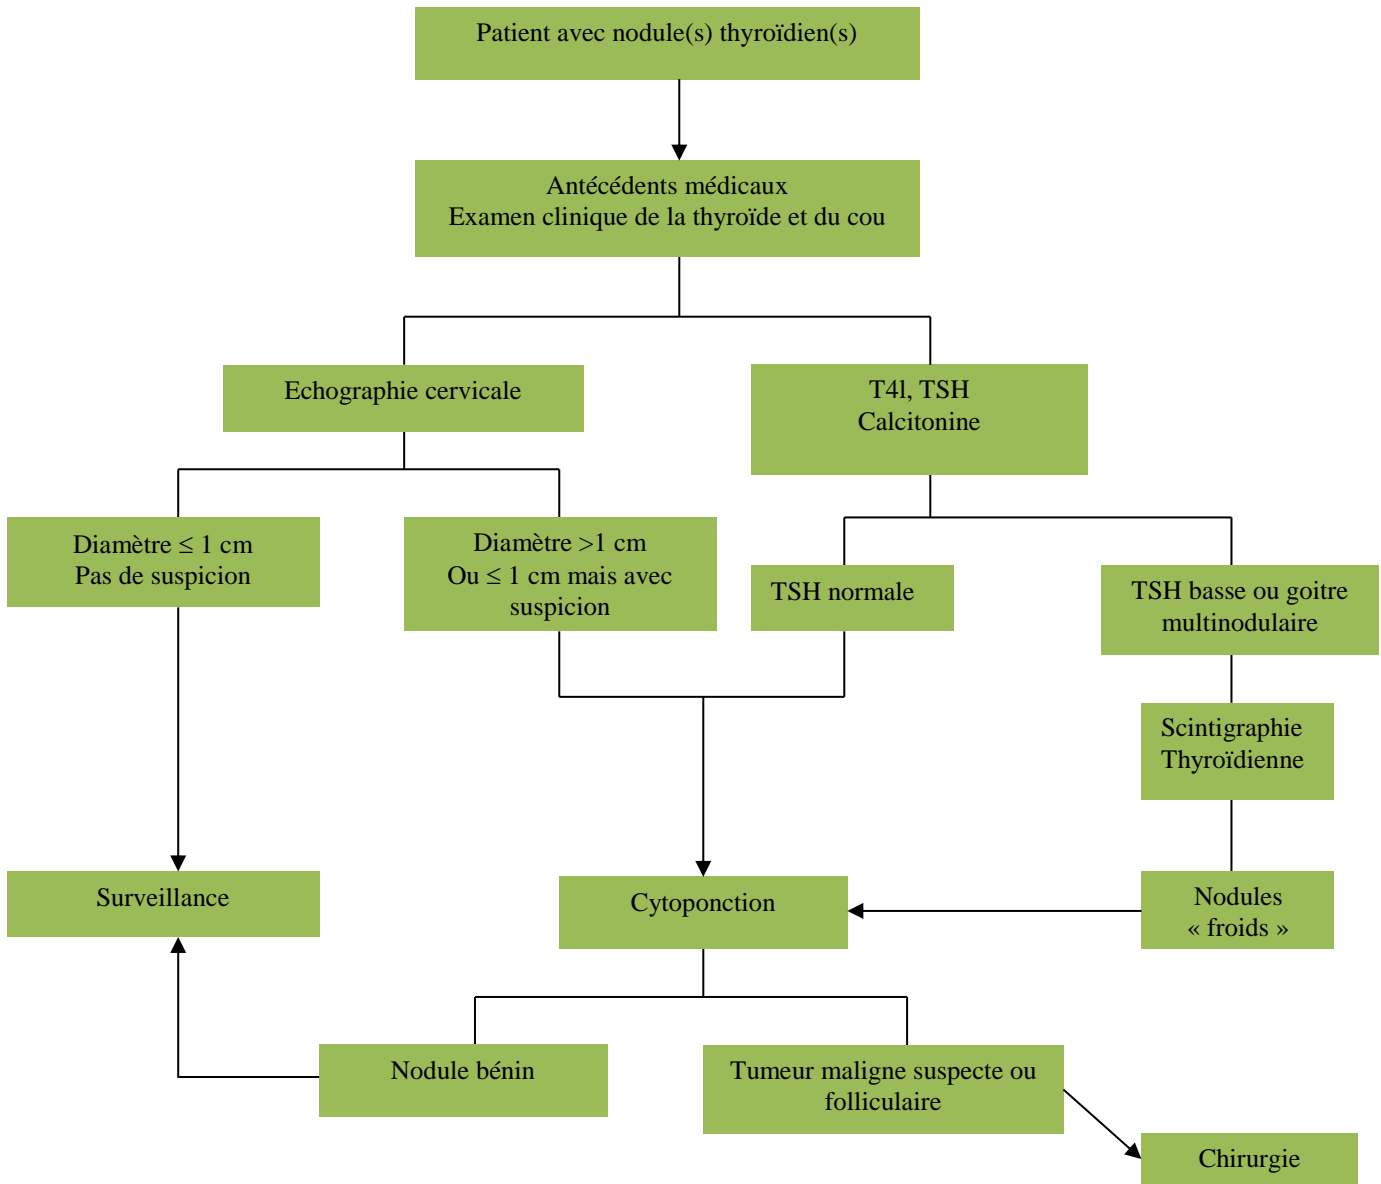 Patient avec nodule(s) thyroïdien(s)
Antécédents médicaux
Examen clinique de la thyroïde et du cou
Echographie cervicale
T4l, TSH
Calcitonine
Diamètre ≤ 1 cm
Pas de suspicion
Diamètre >1 cm
Ou ≤ 1 cm mais avec
suspicion
TSH normale
TSH basse ou goitre
multinodulaire
Scintigraphie
Thyroïdienne
Surveillance
Cytoponction
Nodules
« froids »
Nodule bénin
Tumeur maligne suspecte ou
folliculaire
Chirurgie